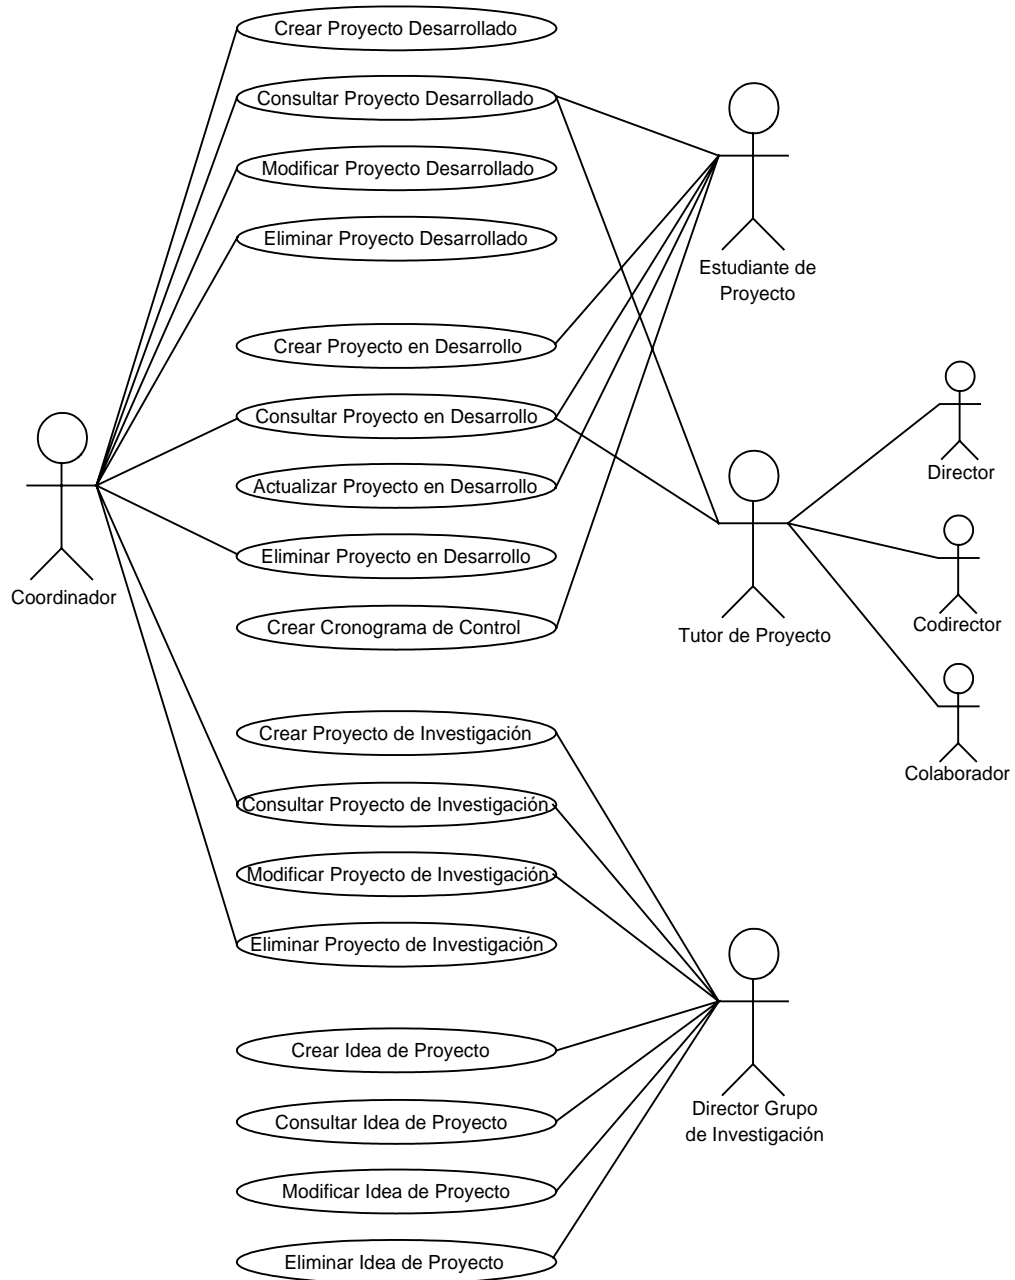 Crear Proyecto Desarrollado
Consultar Proyecto Desarrollado
Modificar Proyecto Desarrollado
Eliminar Proyecto Desarrollado
Estudiante de
Proyecto
Crear Proyecto en Desarrollo
Consultar Proyecto en Desarrollo
Director
Actualizar Proyecto en Desarrollo
Eliminar Proyecto en Desarrollo
Coordinador
Crear Cronograma de Control
Tutor de Proyecto
Codirector
Crear Proyecto de Investigación
Colaborador
Consultar Proyecto de Investigación
Modificar Proyecto de Investigación
Eliminar Proyecto de Investigación
Crear Idea de Proyecto
Director Grupo
de Investigación
Consultar Idea de Proyecto
Modificar Idea de Proyecto
Eliminar Idea de Proyecto